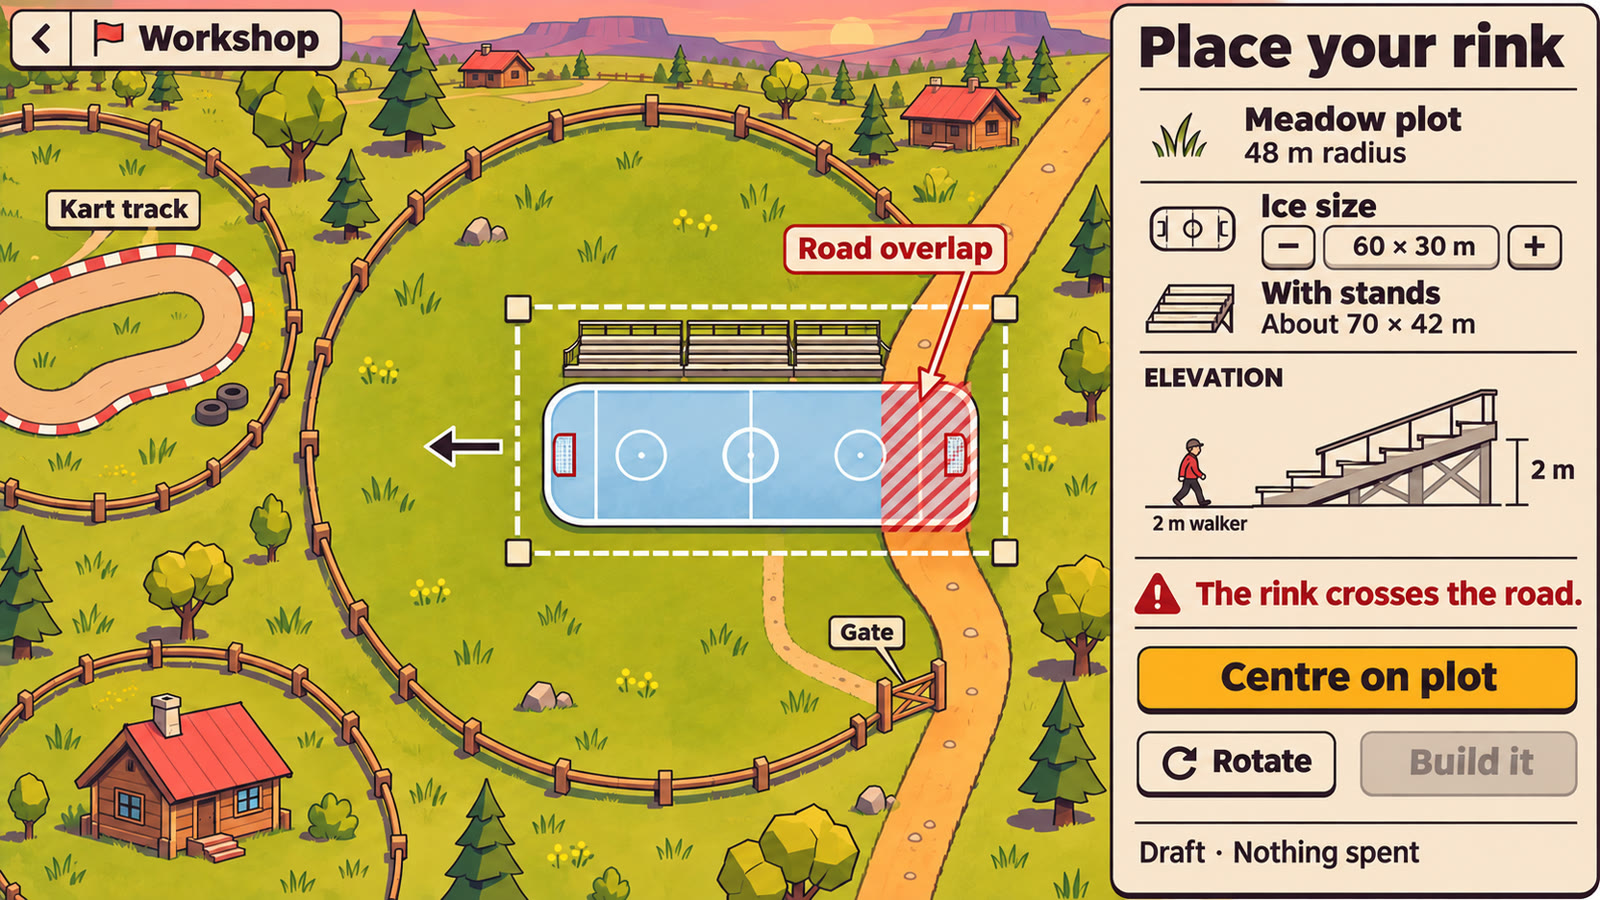 Workshop
Kart track
Road overlap
Gate
Place your rink
Meadow plot
48 m radius
Ice size
− 60 × 30 m +
With stands
About 70 × 42 m
ELEVATION
2 m
2 m walker
The rink crosses the road.
Centre on plot
Rotate
Build it
Draft · Nothing spent